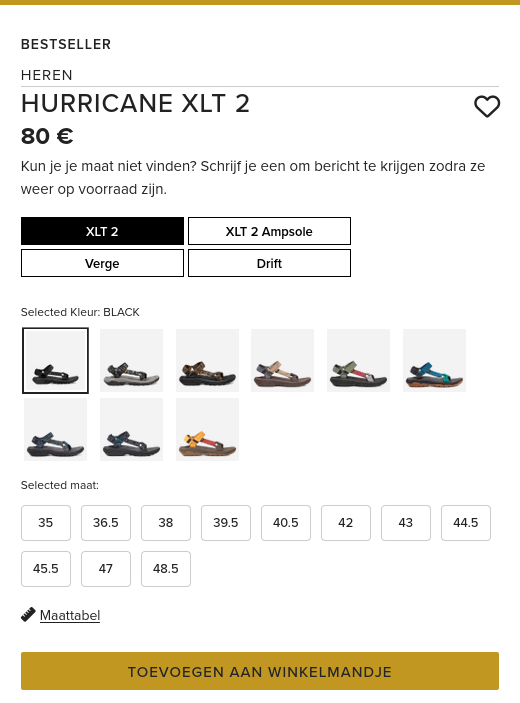 BESTSELLER
HEREN
HURRICANE XLT 2
80 €
Kun je je maat niet vinden? Schrijf je een om bericht te krijgen zodra ze
weer op voorraad zijn.
XLT 2 XLT 2 Ampsole
Verge Drift
Selected Kleur: BLACK
Selected maat:
35 36.5 38 39.5 40.5 42 43 44.5
45.5 47 48.5
Maattabel
TOEVOEGEN AAN WINKELMANDJE